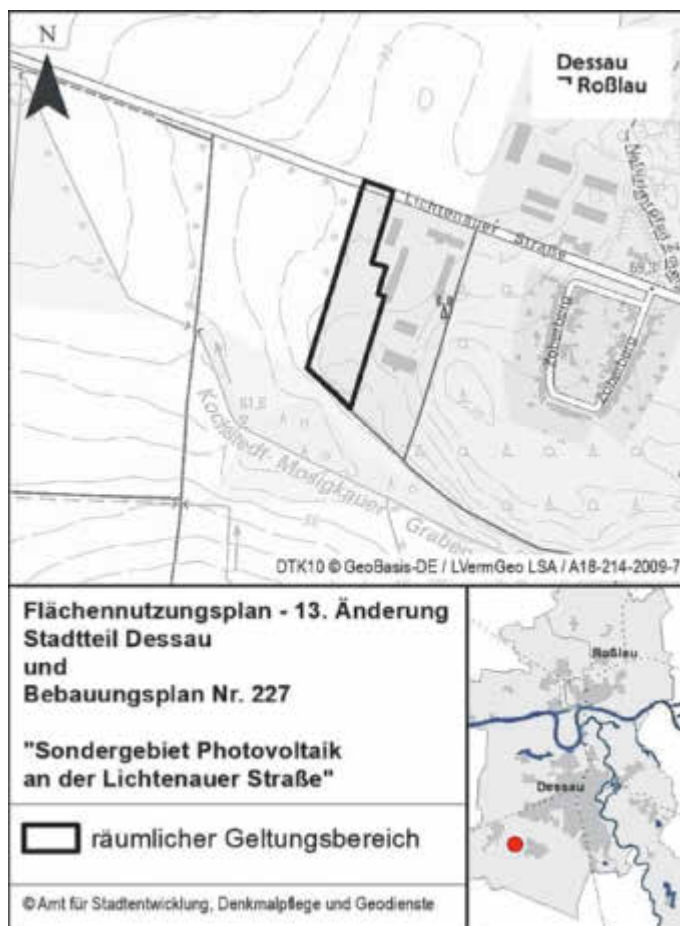 N
Dessau
Roßlau
Lichtenauer Straße
Zoberberg
Zoberberg
Kochstedt-Mosigkauer Graben
DTK10 © GeoBasis-DE / LVermGeo LSA / A18-214-2009-7
Flächennutzungsplan - 13. Änderung
Stadtteil Dessau
und
Bebauungsplan Nr. 227
"Sondergebiet Photovoltaik
an der Lichtenauer Straße"
räumlicher Geltungsbereich
© Amt für Stadtentwicklung, Denkmalpflege und Geodienste
Roßlau
Dessau